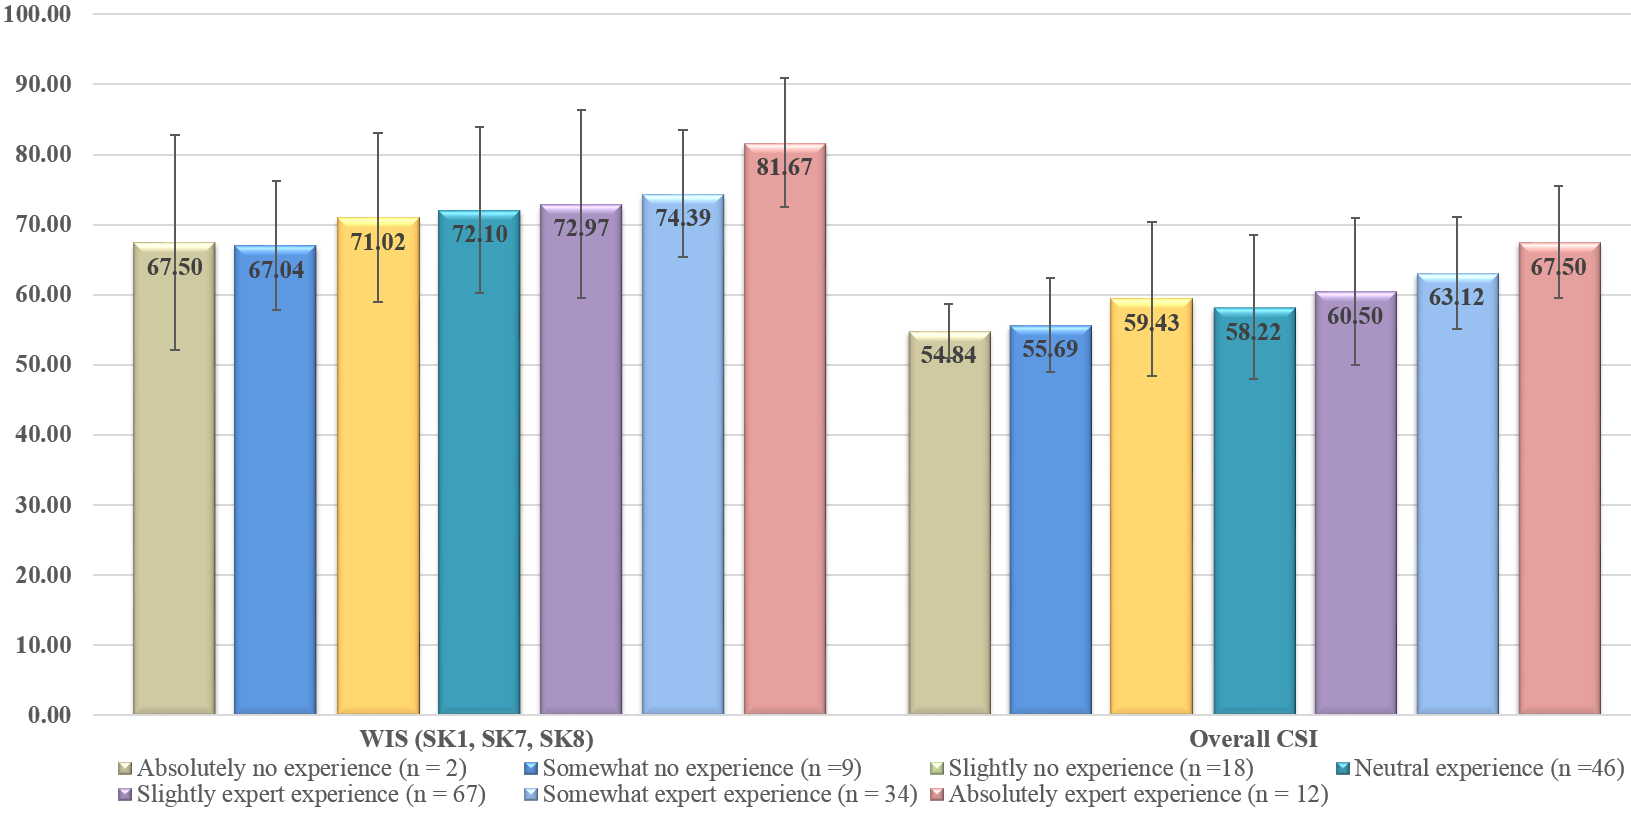 100.00
90.00
80.00
70.00
60.00
50.00
40.00
30.00
20.00
10.00
0.00
67.50
67.04
71.02
72.10
72.97
74.39
81.67
54.84
55.69
59.43
58.22
60.50
63.12
67.50
WIS (SK1, SK7, SK8)
Overall CSI
Absolutely no experience (n = 2)
Somewhat no experience (n =9)
Slightly no experience (n =18)
Neutral experience (n =46)
Slightly expert experience (n = 67)
Somewhat expert experience (n = 34)
Absolutely expert experience (n = 12)